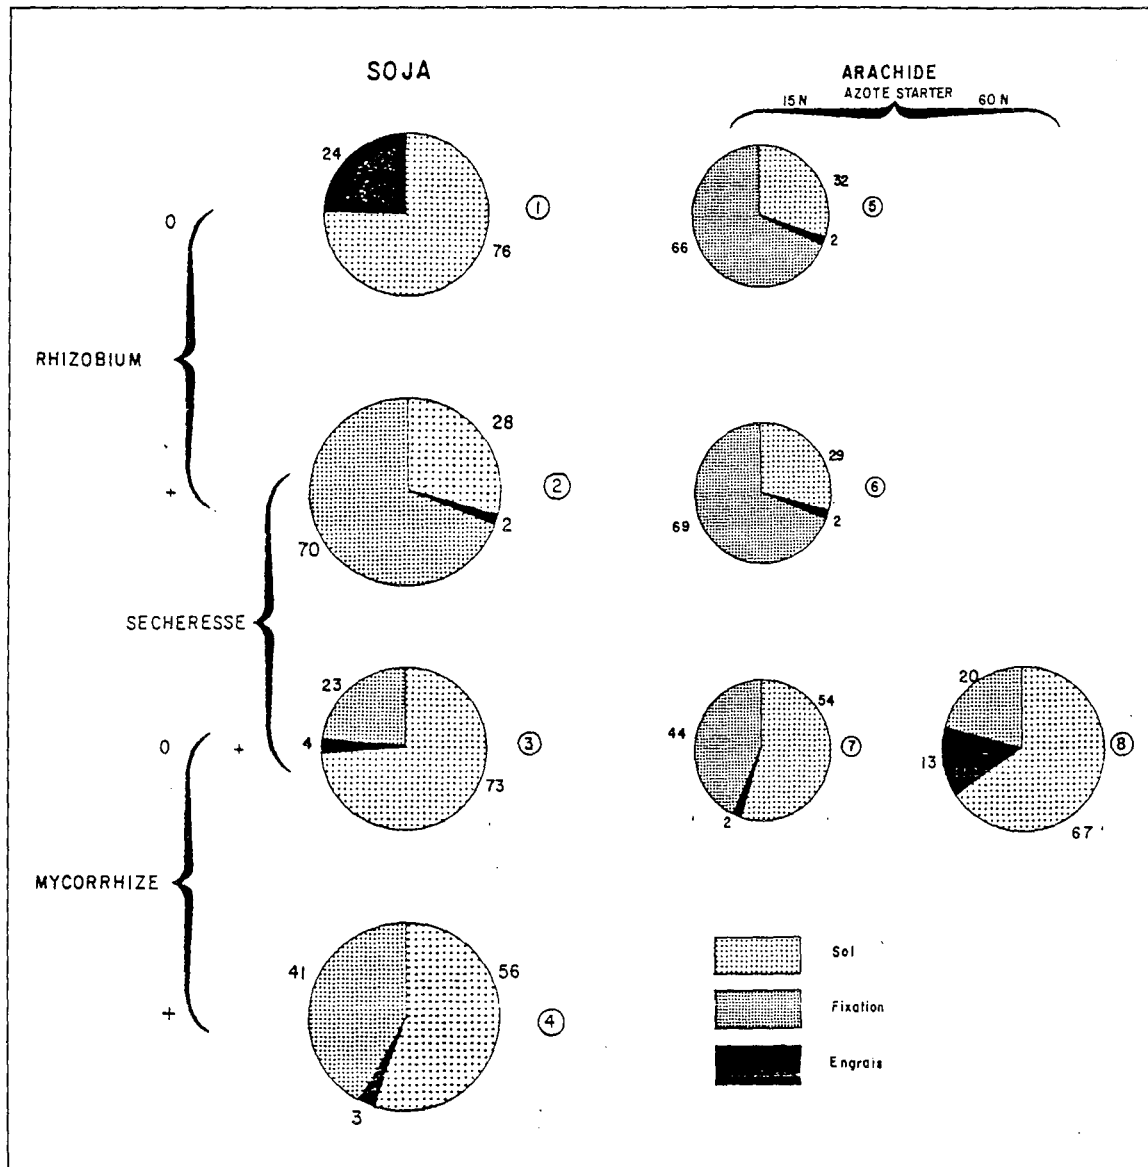 SOJA
ARACHIDE
AZOTE STARTER
15 N 60 N
24
76
1
32
2
66
5
O
RHIZOBIUM
+
28
2
70
2
29
2
69
6
SECHERESSE
23
4
73
3
O +
54
44
2
7
20
13
67
8
MYCORRHIZE
+
41
56
3
4
Sol
Fixation
Engrais